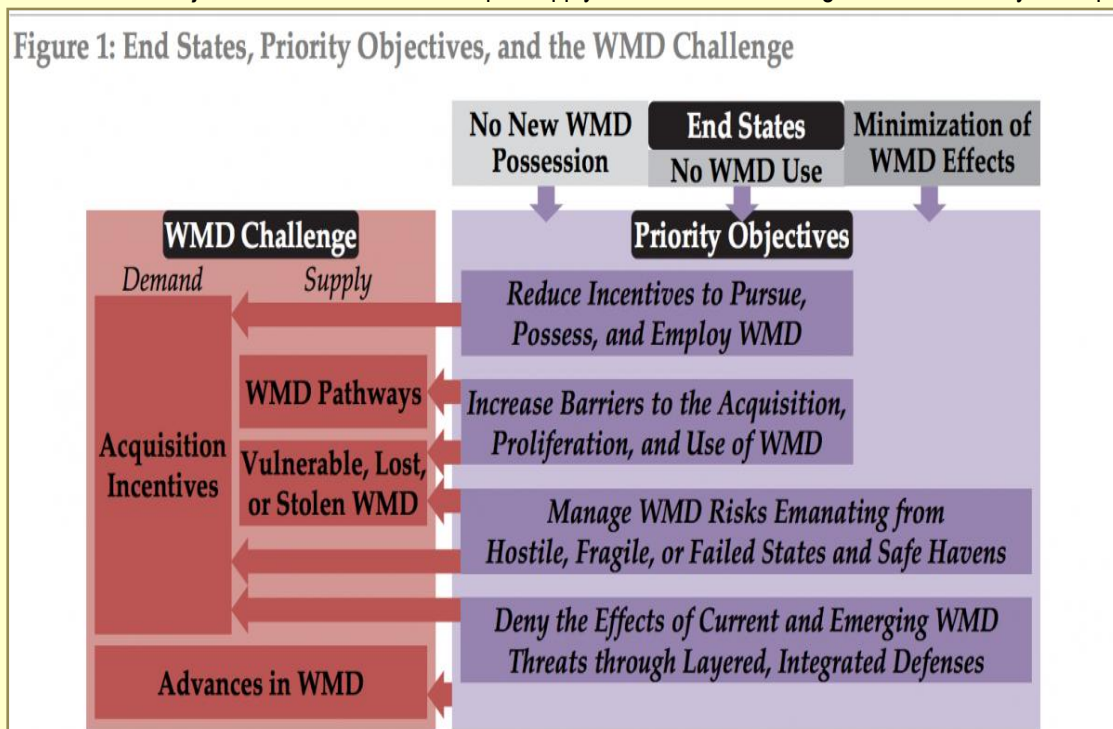 Figure 1: End States, Priority Objectives, and the WMD Challenge
No New WMD
Possession
End States
No WMD Use
Minimization of
WMD Effects
WMD Challenge
Demand
Supply
Acquisition
Incentives
WMD Pathways
Vulnerable, Lost,
or Stolen WMD
Advances in WMD
Priority Objectives
Reduce Incentives to Pursue,
Possess, and Employ WMD
Increase Barriers to the Acquisition,
Proliferation, and Use of WMD
Manage WMD Risks Emanating from
Hostile, Fragile, or Failed States and Safe Havens
Deny the Effects of Current and Emerging WMD
Threats through Layered, Integrated Defenses